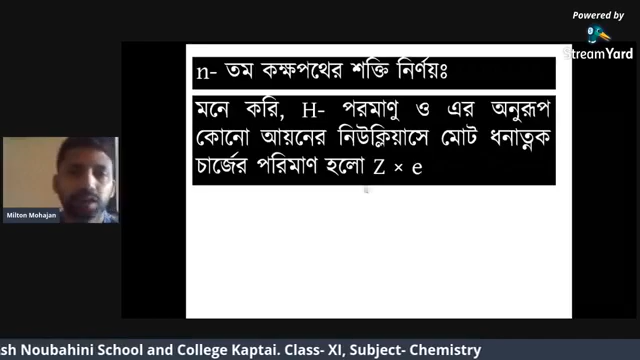 Powered by
StreamYard
n- তম কক্ষপথের শক্তি নির্ণয়ঃ
মনে করি, H- পরমাণু ও এর অনুরূপ
কোনো আয়নের নিউক্লিয়াসে মোট ধনাত্নক
চার্জের পরিমাণ হলো Z × e
Milton Mohajan
sh Noubahini School and College Kaptai. Class- XI, Subject- Chemistry